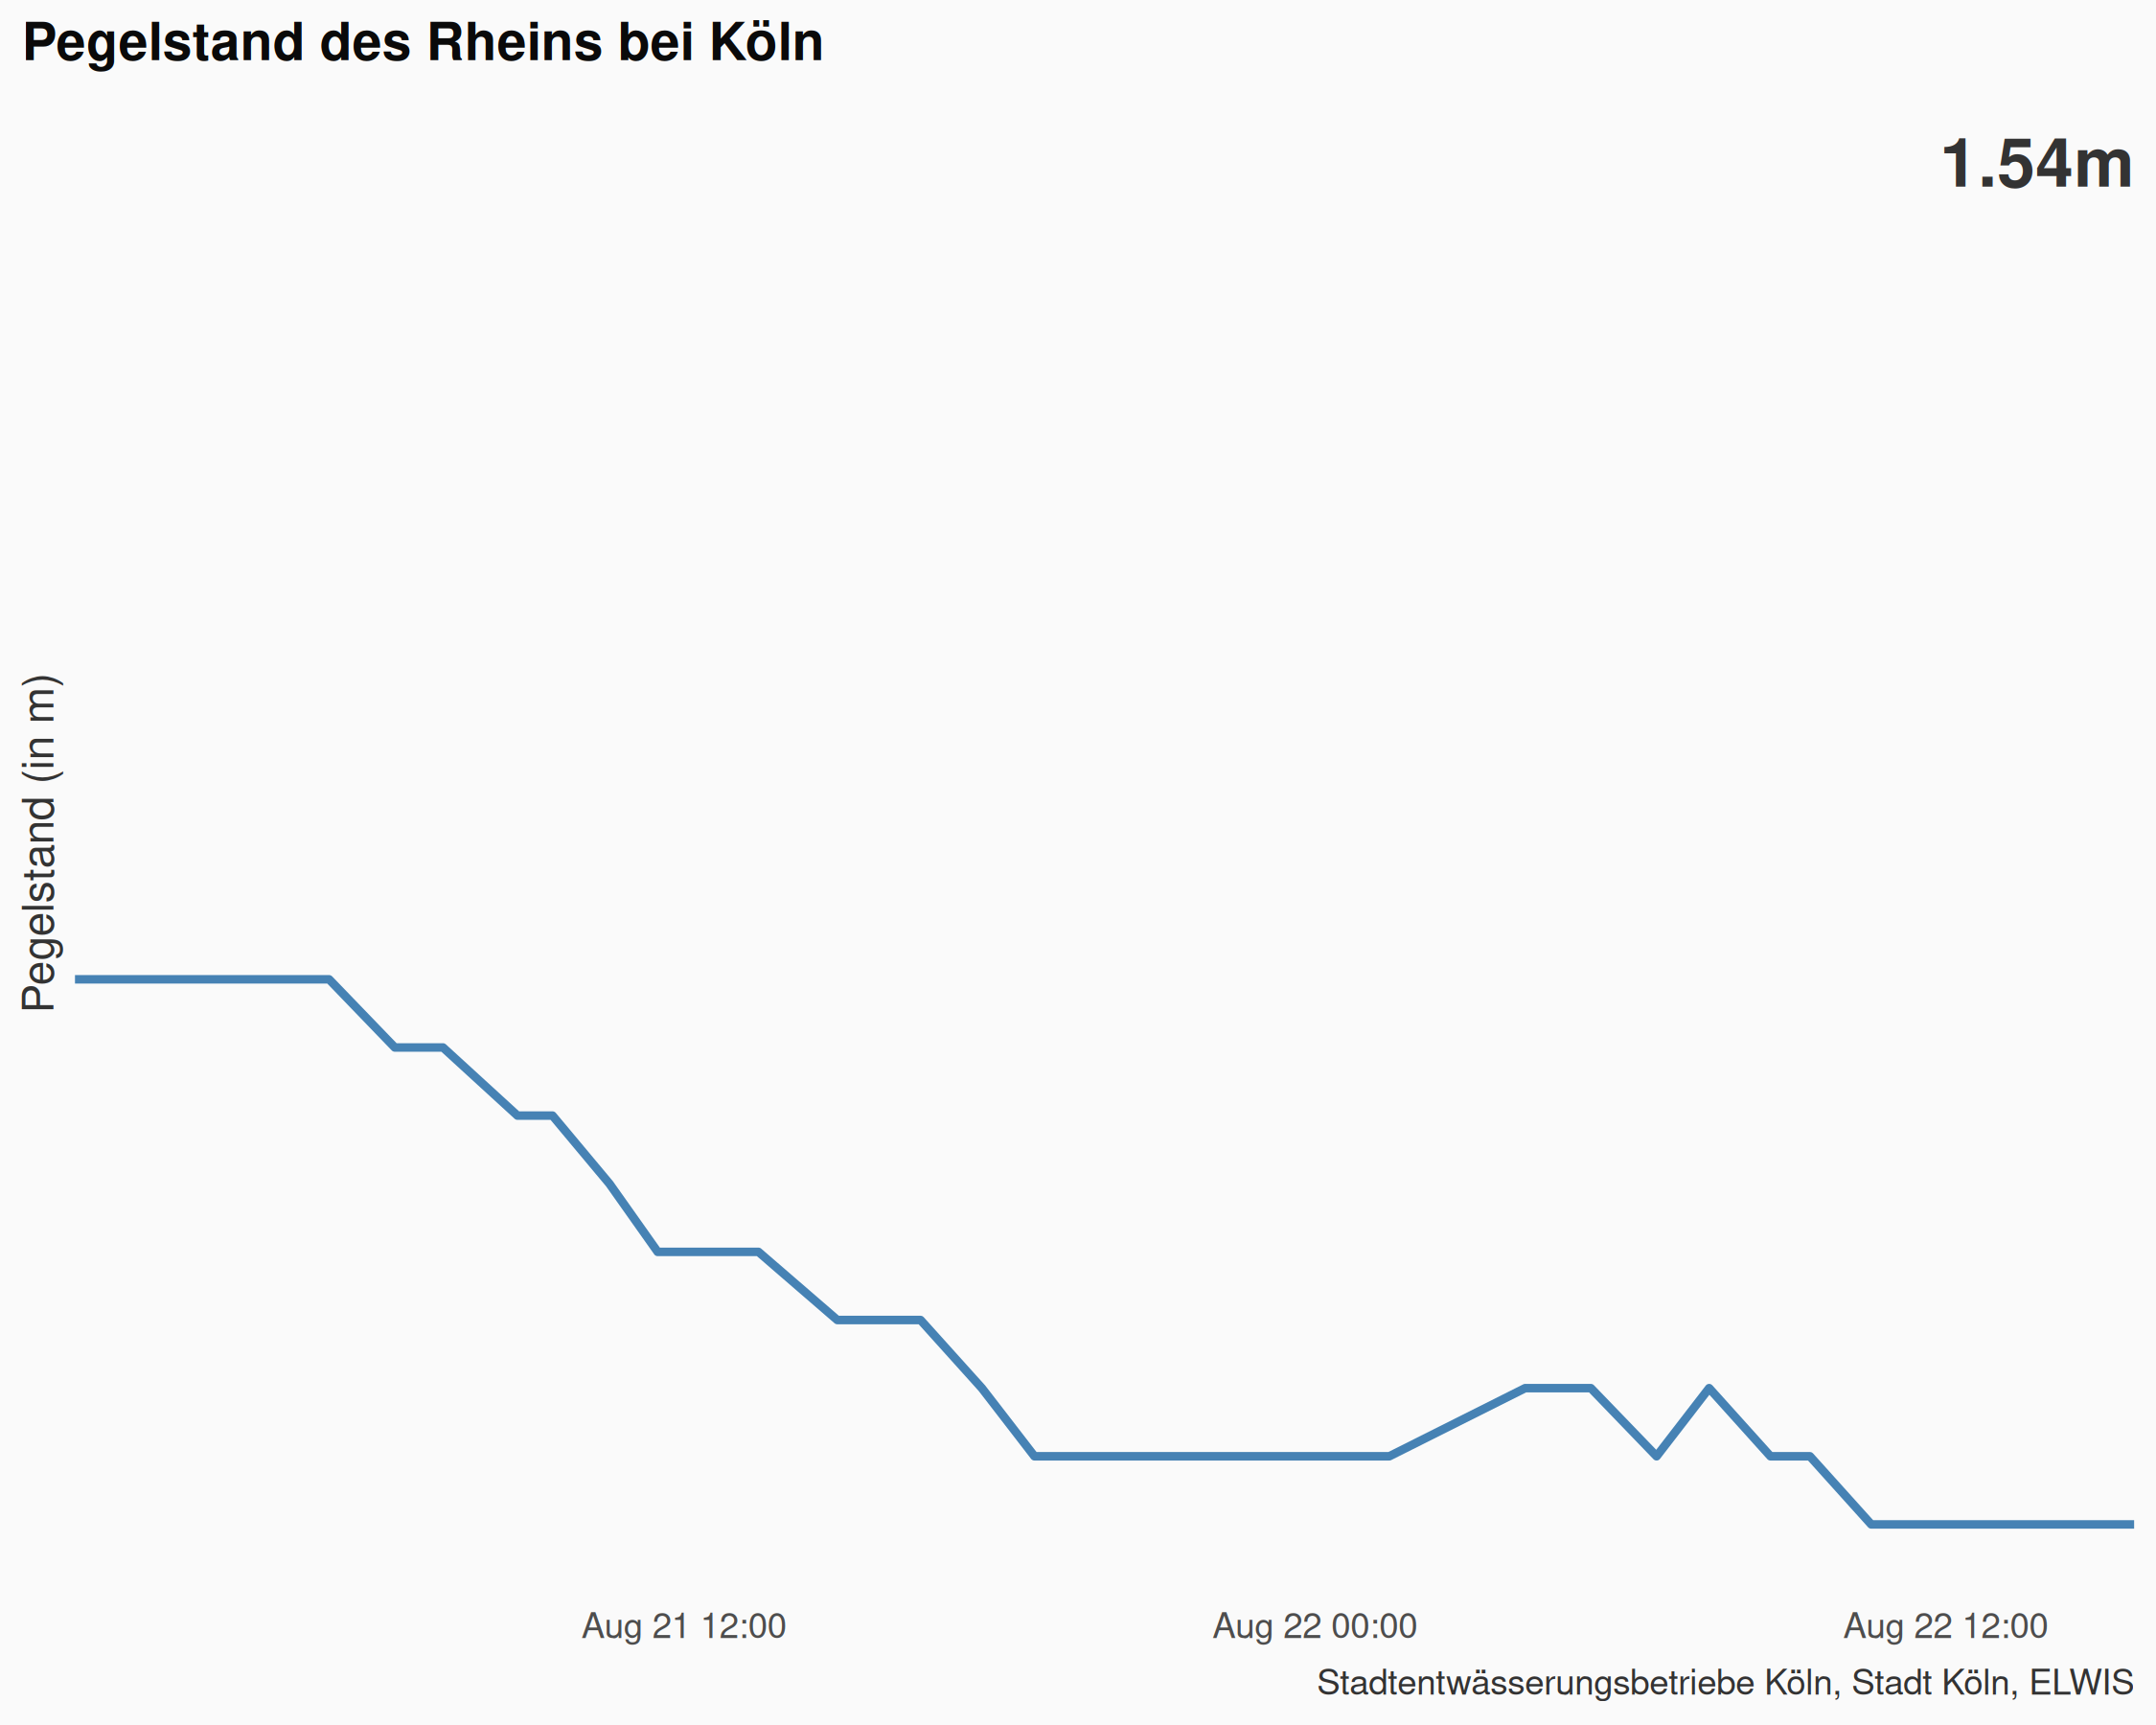 Pegelstand des Rheins bei Köln
1.54m
Pegelstand (in m)
Aug 21 12:00
Aug 22 00:00
Aug 22 12:00
Stadtentwässerungsbetriebe Köln, Stadt Köln, ELWIS